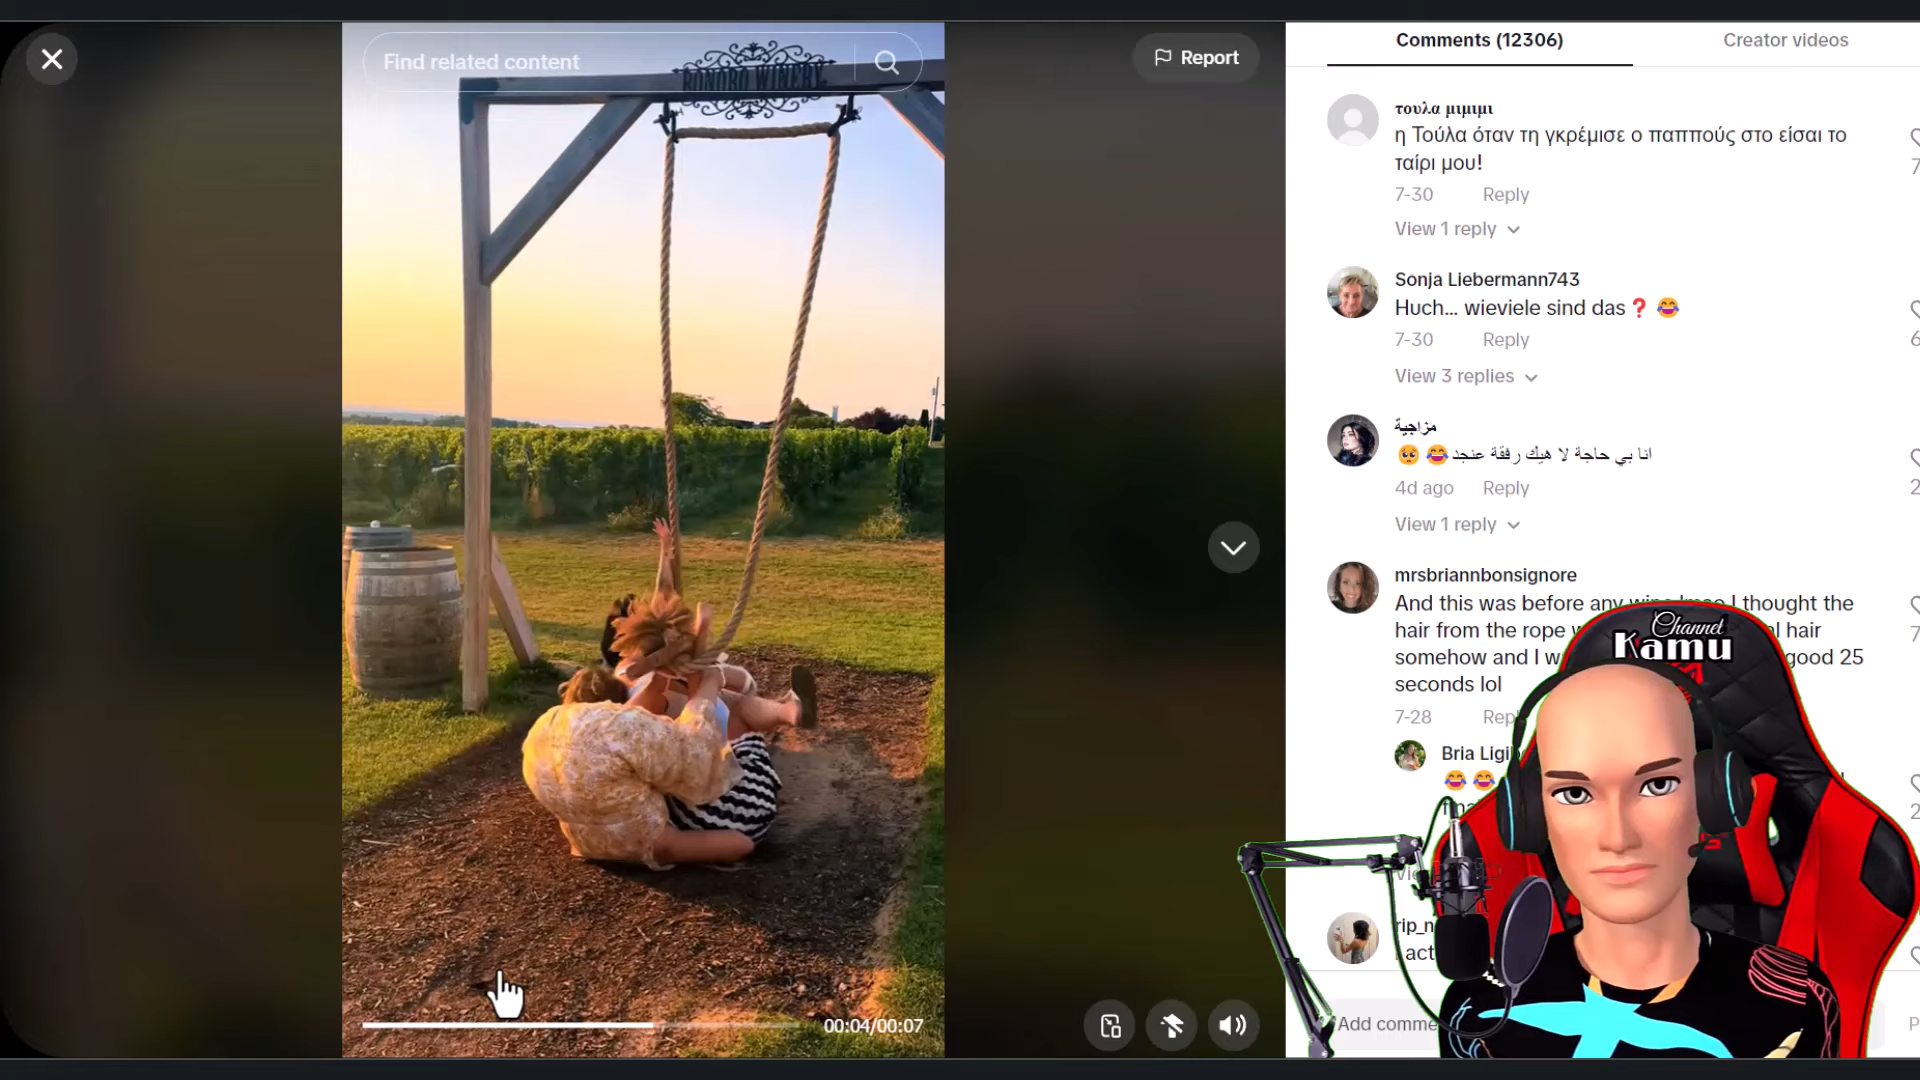 Find related content
BONOBO WINERY
Report
Comments (12306)
Creator videos
τουλα μιμιμι
η Τούλα όταν τη γκρέμισε ο παππούς στο είσαι το
ταίρι μου!
7-30 Reply
View 1 reply
Sonja Liebermann743
Huch... wieviele sind das❓ 😂
7-30 Reply
View 3 replies
مزاجية
انا بي حاجة لا هيك رفقة عنجد😂🥺
4d ago Reply
View 1 reply
mrsbriannbonsignore
And this was before any I thought the
hair from the rope hair
somehow and I good 25
seconds lol
7-28
Bria
😂 😂
Channel
Kamu
00:04/00:07
Add